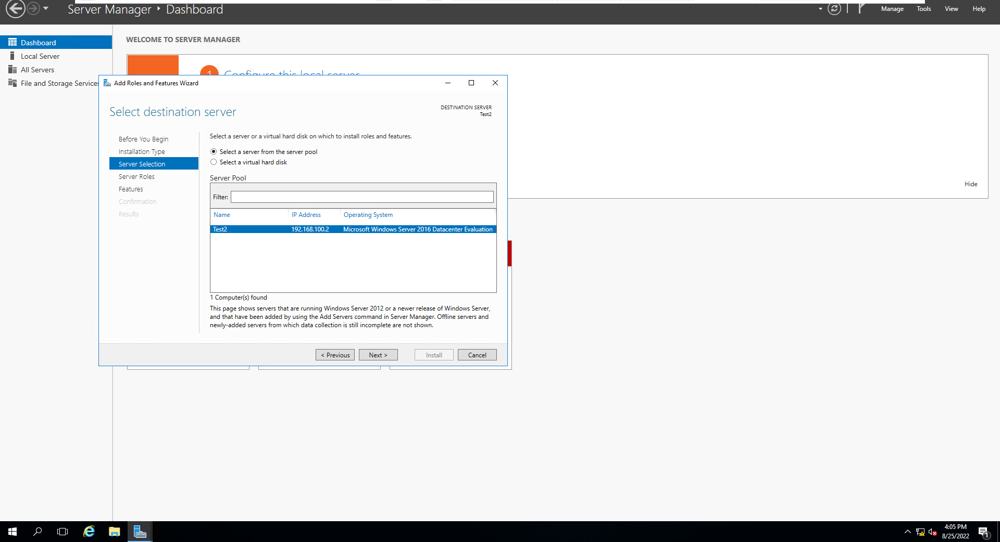 Server Manager ‣ Dashboard
Manage
Tools
View
Help
Dashboard
Local Server
All Servers
File and Storage Services
WELCOME TO SERVER MANAGER
1
Configure this local server
Hide
Add Roles and Features Wizard
Select destination server
DESTINATION SERVER
Test2
Before You Begin
Installation Type
Server Selection
Server Roles
Features
Confirmation
Results
Select a server or a virtual hard disk on which to install roles and features.
Select a server from the server pool
Select a virtual hard disk
Server Pool
Filter:
Name IP Address Operating System
Test2 192.168.100.2 Microsoft Windows Server 2016 Datacenter Evaluation
1 Computer(s) found
This page shows servers that are running Windows Server 2012 or a newer release of Windows Server,
and that have been added by using the Add Servers command in Server Manager. Offline servers and
newly-added servers from which data collection is still incomplete are not shown.
< Previous
Next >
Install
Cancel
4:05 PM
8/25/2022
1